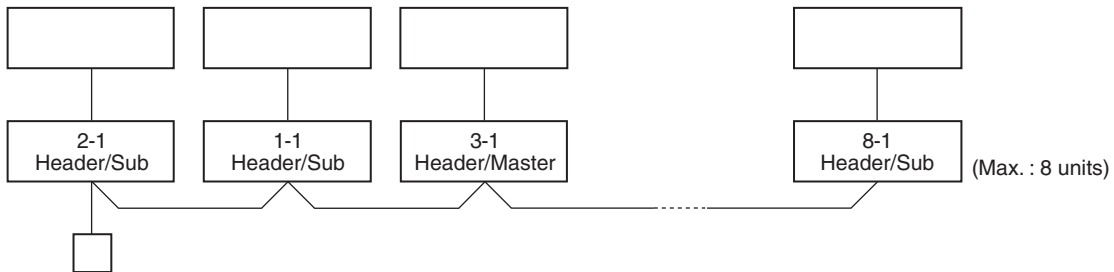 2-1
Header/Sub
1-1
Header/Sub
3-1
Header/Master
8-1
Header/Sub
(Max. : 8 units)